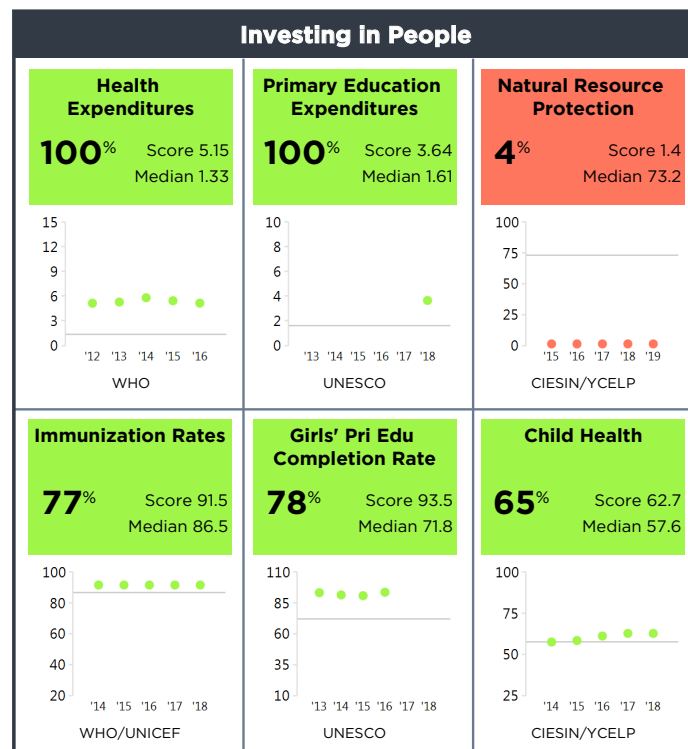 Investing in People
Health
Expenditures
100%
Score 5.15
Median 1.33
15
12
9
6
3
0
'12 '13 '14 '15 '16
WHO
Primary Education
Expenditures
100%
Score 3.64
Median 1.61
10
8
6
4
2
0
'13 '14 '15 '16 '17 '18
UNESCO
Natural Resource
Protection
4%
Score 1.4
Median 73.2
100
75
50
25
0
'15 '16 '17 '18 '19
CIESIN/YCELP
Immunization Rates
77%
Score 91.5
Median 86.5
100
80
60
40
20
'14 '15 '16 '17 '18
WHO/UNICEF
Girls' Pri Edu
Completion Rate
78%
Score 93.5
Median 71.8
110
85
60
35
10
'13 '14 '15 '16 '17 '18
UNESCO
Child Health
65%
Score 62.7
Median 57.6
100
75
50
25
'14 '15 '16 '17 '18
CIESIN/YCELP